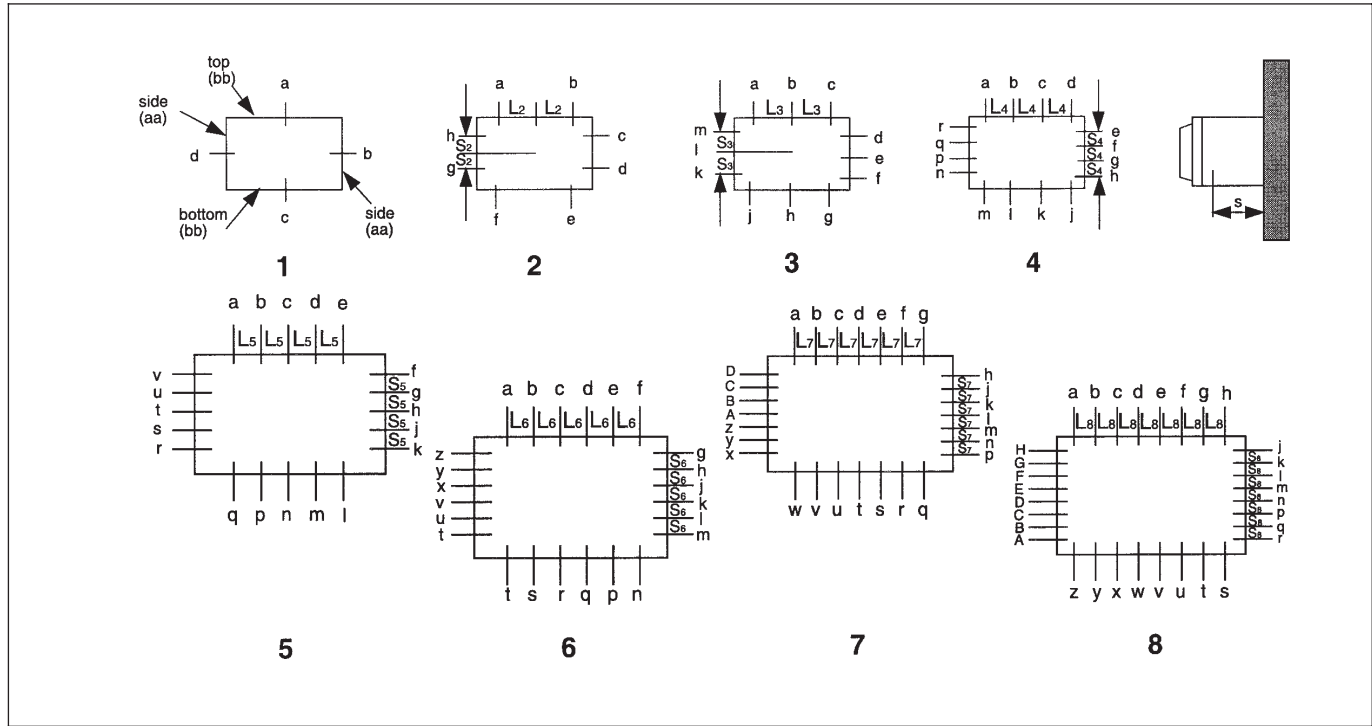 top
(bb)
a
side
(aa)
d
b
bottom
(bb)
c
side
(aa)
1
a b
L2 L2
h
S2
S2
g
c
d
f e
2
a b c
L3 L3
m
S3
l
S3
k
d
e
f
j h g
3
a b c d
L4 L4 L4
r
q
p
n
e
S4
f
S4
g
S4
h
m l k j
4
s
a b c d e
L5 L5 L5 L5
v
u
t
s
r
f
S5
g
S5
h
S5
j
S5
k
q p n m l
5
a b c d e f
L6 L6 L6 L6 L6
z
y
x
v
u
t
g
S6
h
S6
j
S6
k
S6
l
S6
m
t s r q p n
6
a b c d e f g
L7 L7 L7 L7 L7 L7
D
C
B
A
z
y
x
h
S7
j
S7
k
S7
l
S7
m
S7
n
S7
p
w v u t s r q
7
a b c d e f g h
L8 L8 L8 L8 L8 L8 L8
H
G
F
E
D
C
B
A
j
S8
k
S8
l
S8
m
S8
n
S8
p
S8
q
S8
r
z y x w v u t s
8